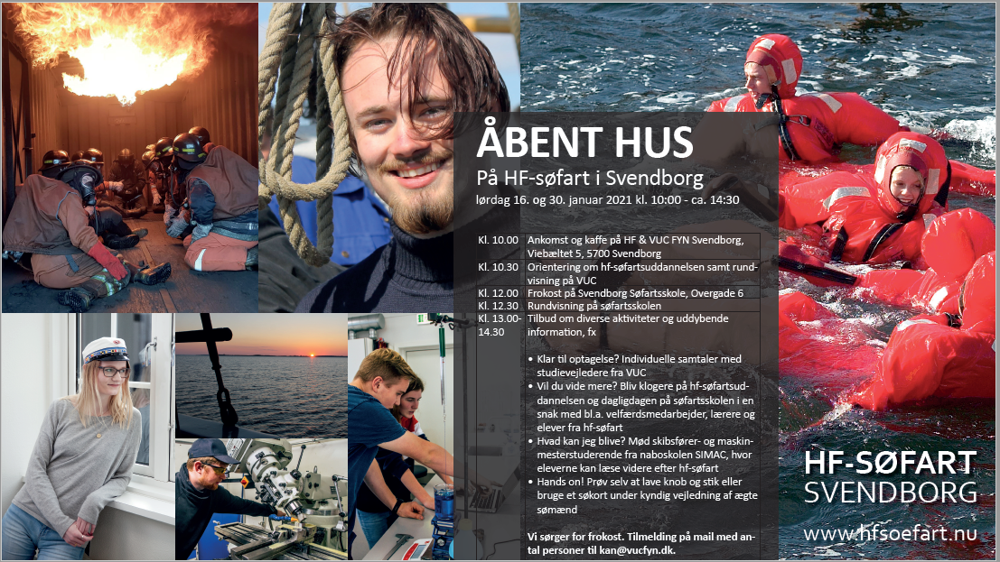 ÅBENT HUS
På HF-søfart i Svendborg
lørdag 16. og 30. januar 2021 kl. 10:00 - ca. 14:30
Kl. 10.00 Ankomst og kaffe på HF & VUC FYN Svendborg,
Viebæltet 5, 5700 Svendborg
Kl. 10.30 Orientering om hf-søfartsuddannelsen samt rund-
visning på VUC
Kl. 12.00 Frokost på Svendborg Søfartsskole, Overgade 6
Kl. 12.30 Rundvisning på søfartsskolen
Kl. 13.00- Tilbud om diverse aktiviteter og uddybende
14.30 information, fx
• Klar til optagelse? Individuelle samtaler med
studievejledere fra VUC
• Vil du vide mere? Bliv klogere på hf-søfartsud-
dannelsen og dagligdagen på søfartsskolen i en
snak med bl.a. velfærdsmedarbejder, lærere og
elever fra hf-søfart
• Hvad kan jeg blive? Mød skibsfører- og maskin-
mesterstuderende fra naboskolen SIMAC, hvor
eleverne kan læse videre efter hf-søfart
• Hands on! Prøv selv at lave knob og stik eller
bruge et søkort under kyndig vejledning af ægte
sømænd
Vi sørger for frokost. Tilmelding på mail med an-
tal personer til kan@vucfyn.dk.
HF-SØFART
SVENDBORG
www.hfsoefart.nu